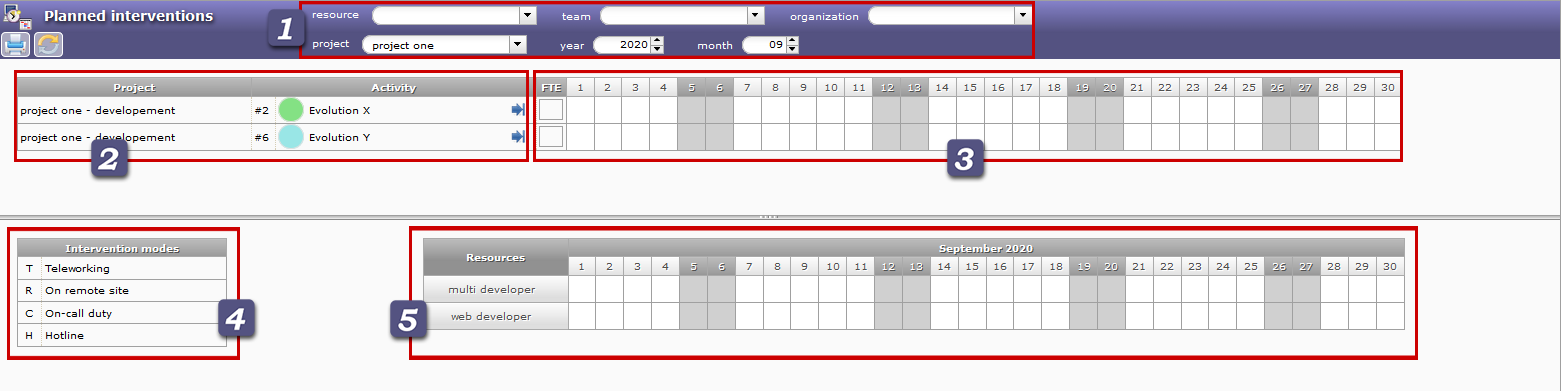 Planned interventions
resource team organization
1
project project one year 2020 month 09
Project Activity FTE 1 2 3 4 5 6 7 8 9 10 11 12 13 14 15 16 17 18 19 20 21 22 23 24 25 26 27 28 29 30
project one - developement #2 Evolution X
project one - developement #6 Evolution Y
2 3
Intervention modes
T Teleworking
R On remote site
C On-call duty
H Hotline
4
Resources September 2020
1 2 3 4 5 6 7 8 9 10 11 12 13 14 15 16 17 18 19 20 21 22 23 24 25 26 27 28 29 30
multi developer
web developer
5